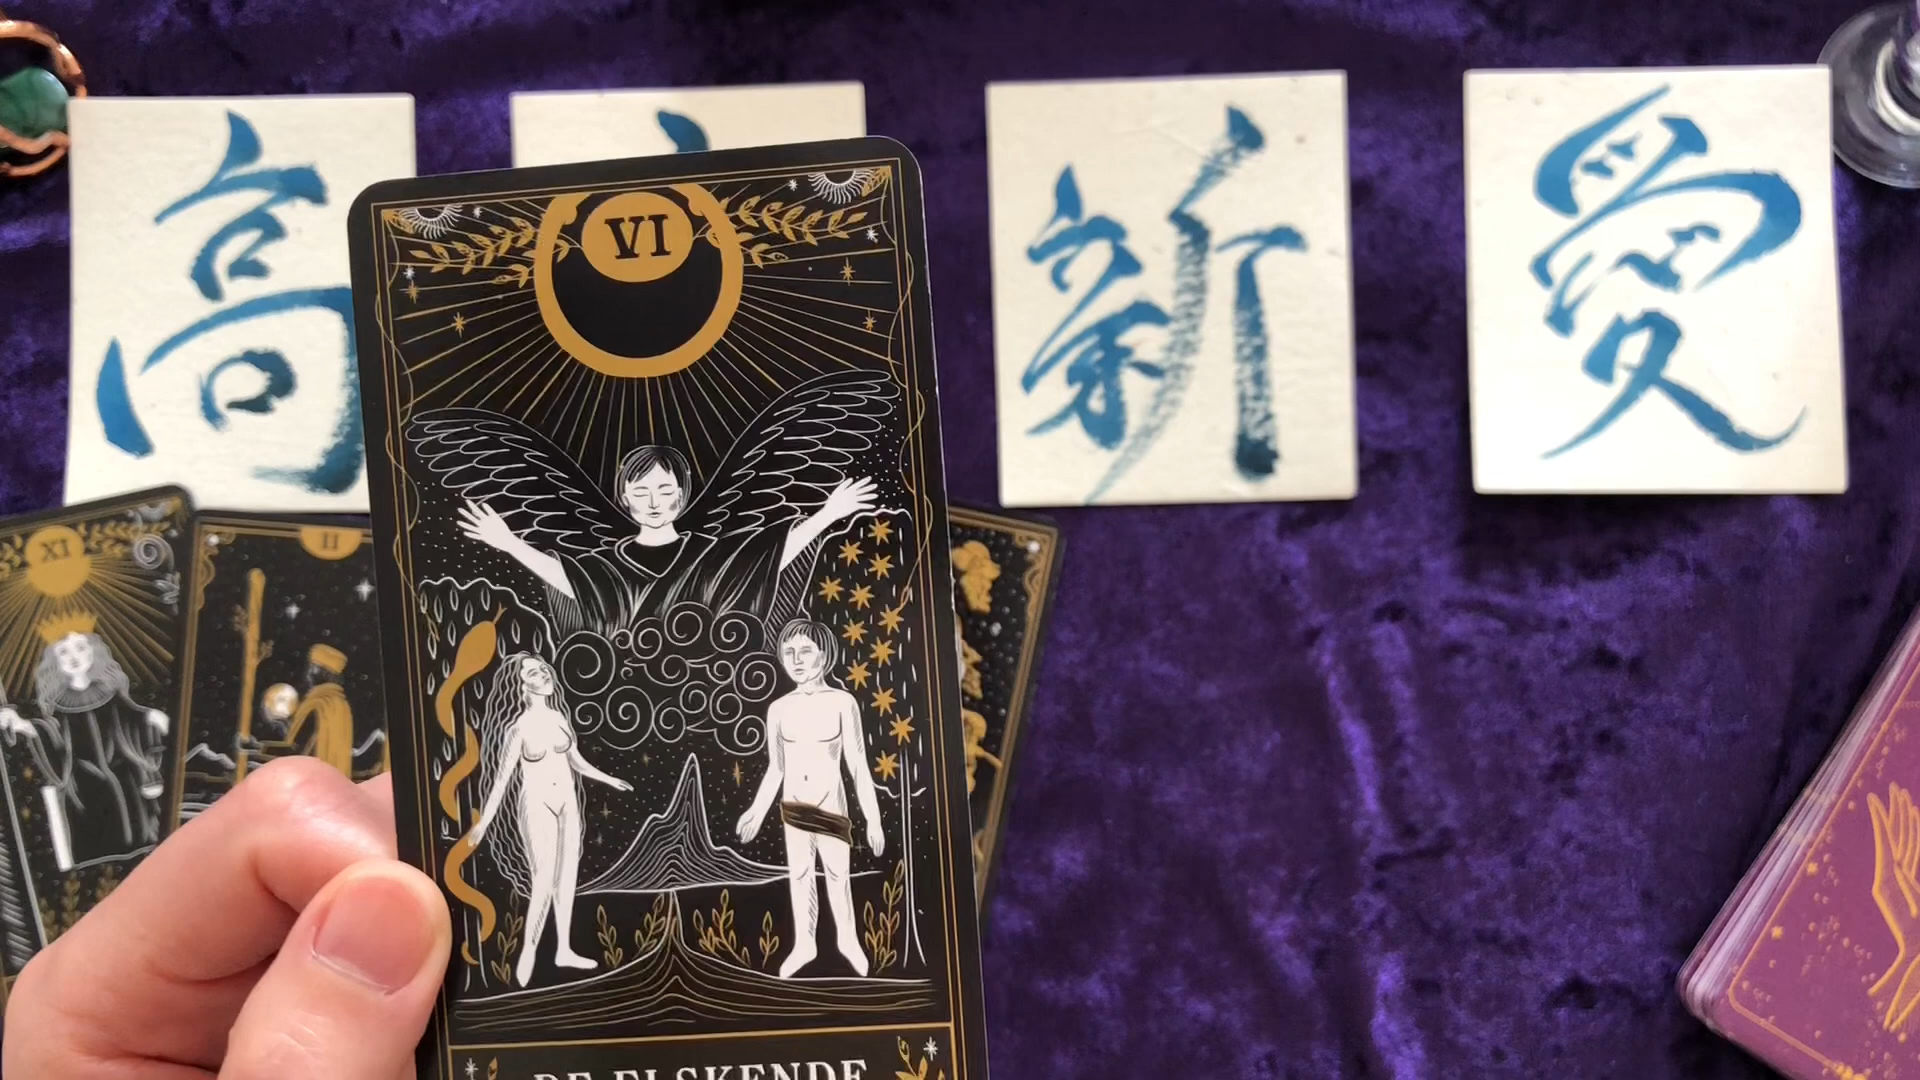 高
新
愛
VI
XI
II
DE ELSKENDE